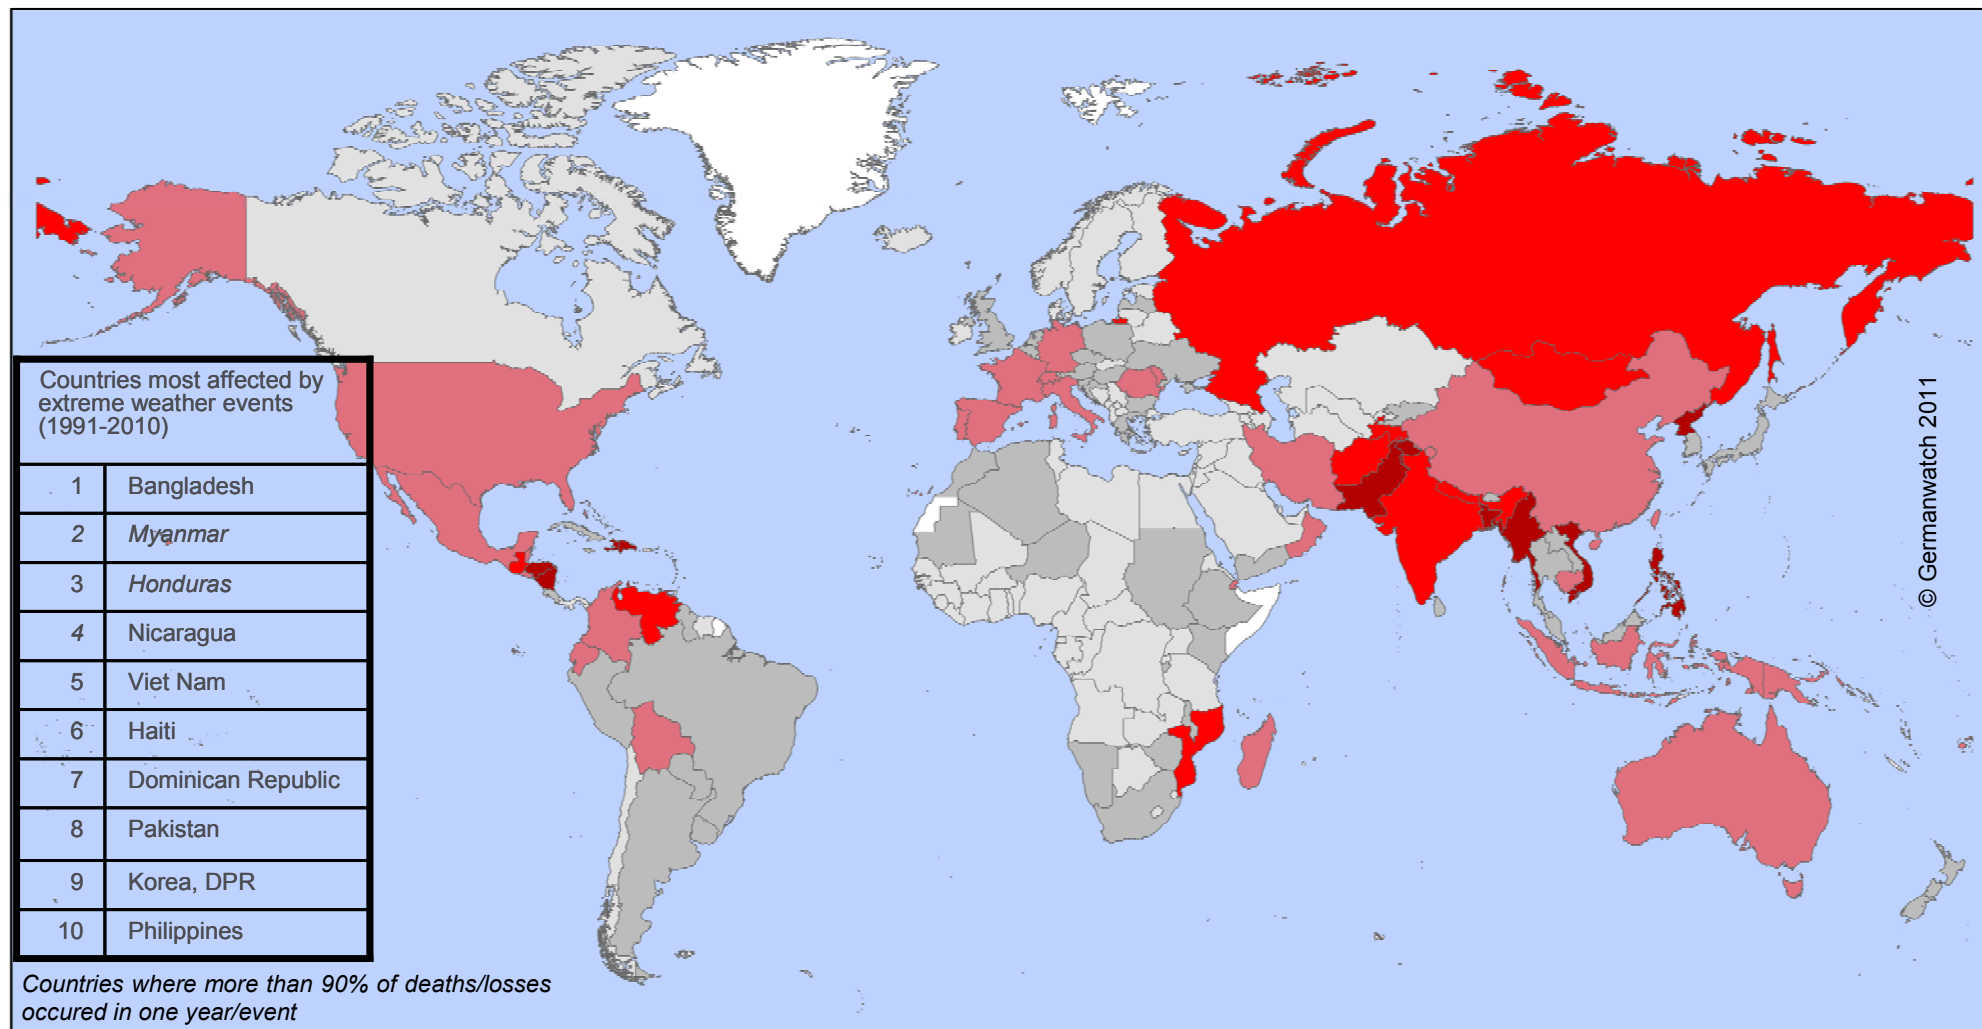 Countries most affected by
extreme weather events
(1991-2010)
1 Bangladesh
2 Myanmar
3 Honduras
4 Nicaragua
5 Viet Nam
6 Haiti
7 Dominican Republic
8 Pakistan
9 Korea, DPR
10 Philippines
Countries where more than 90% of deaths/losses
occured in one year/event
© Germanwatch 2011